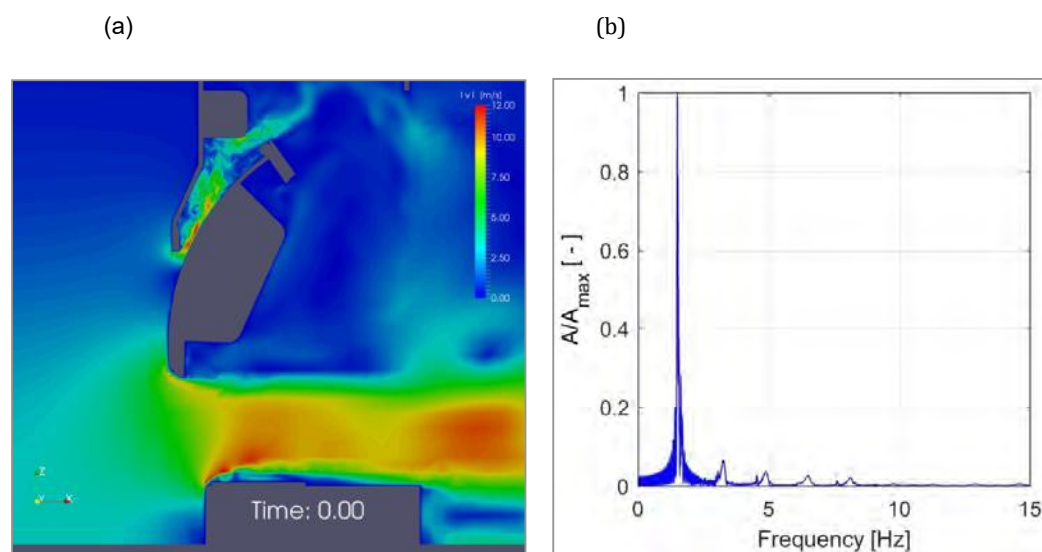 (a)
(b)
|v| [m/s]
12.00
10.00
7.50
5.00
2.50
0.00
Z
Y X
Time: 0.00
A/Amax [ - ]
1
0.8
0.6
0.4
0.2
0
0 5 10 15
Frequency [Hz]